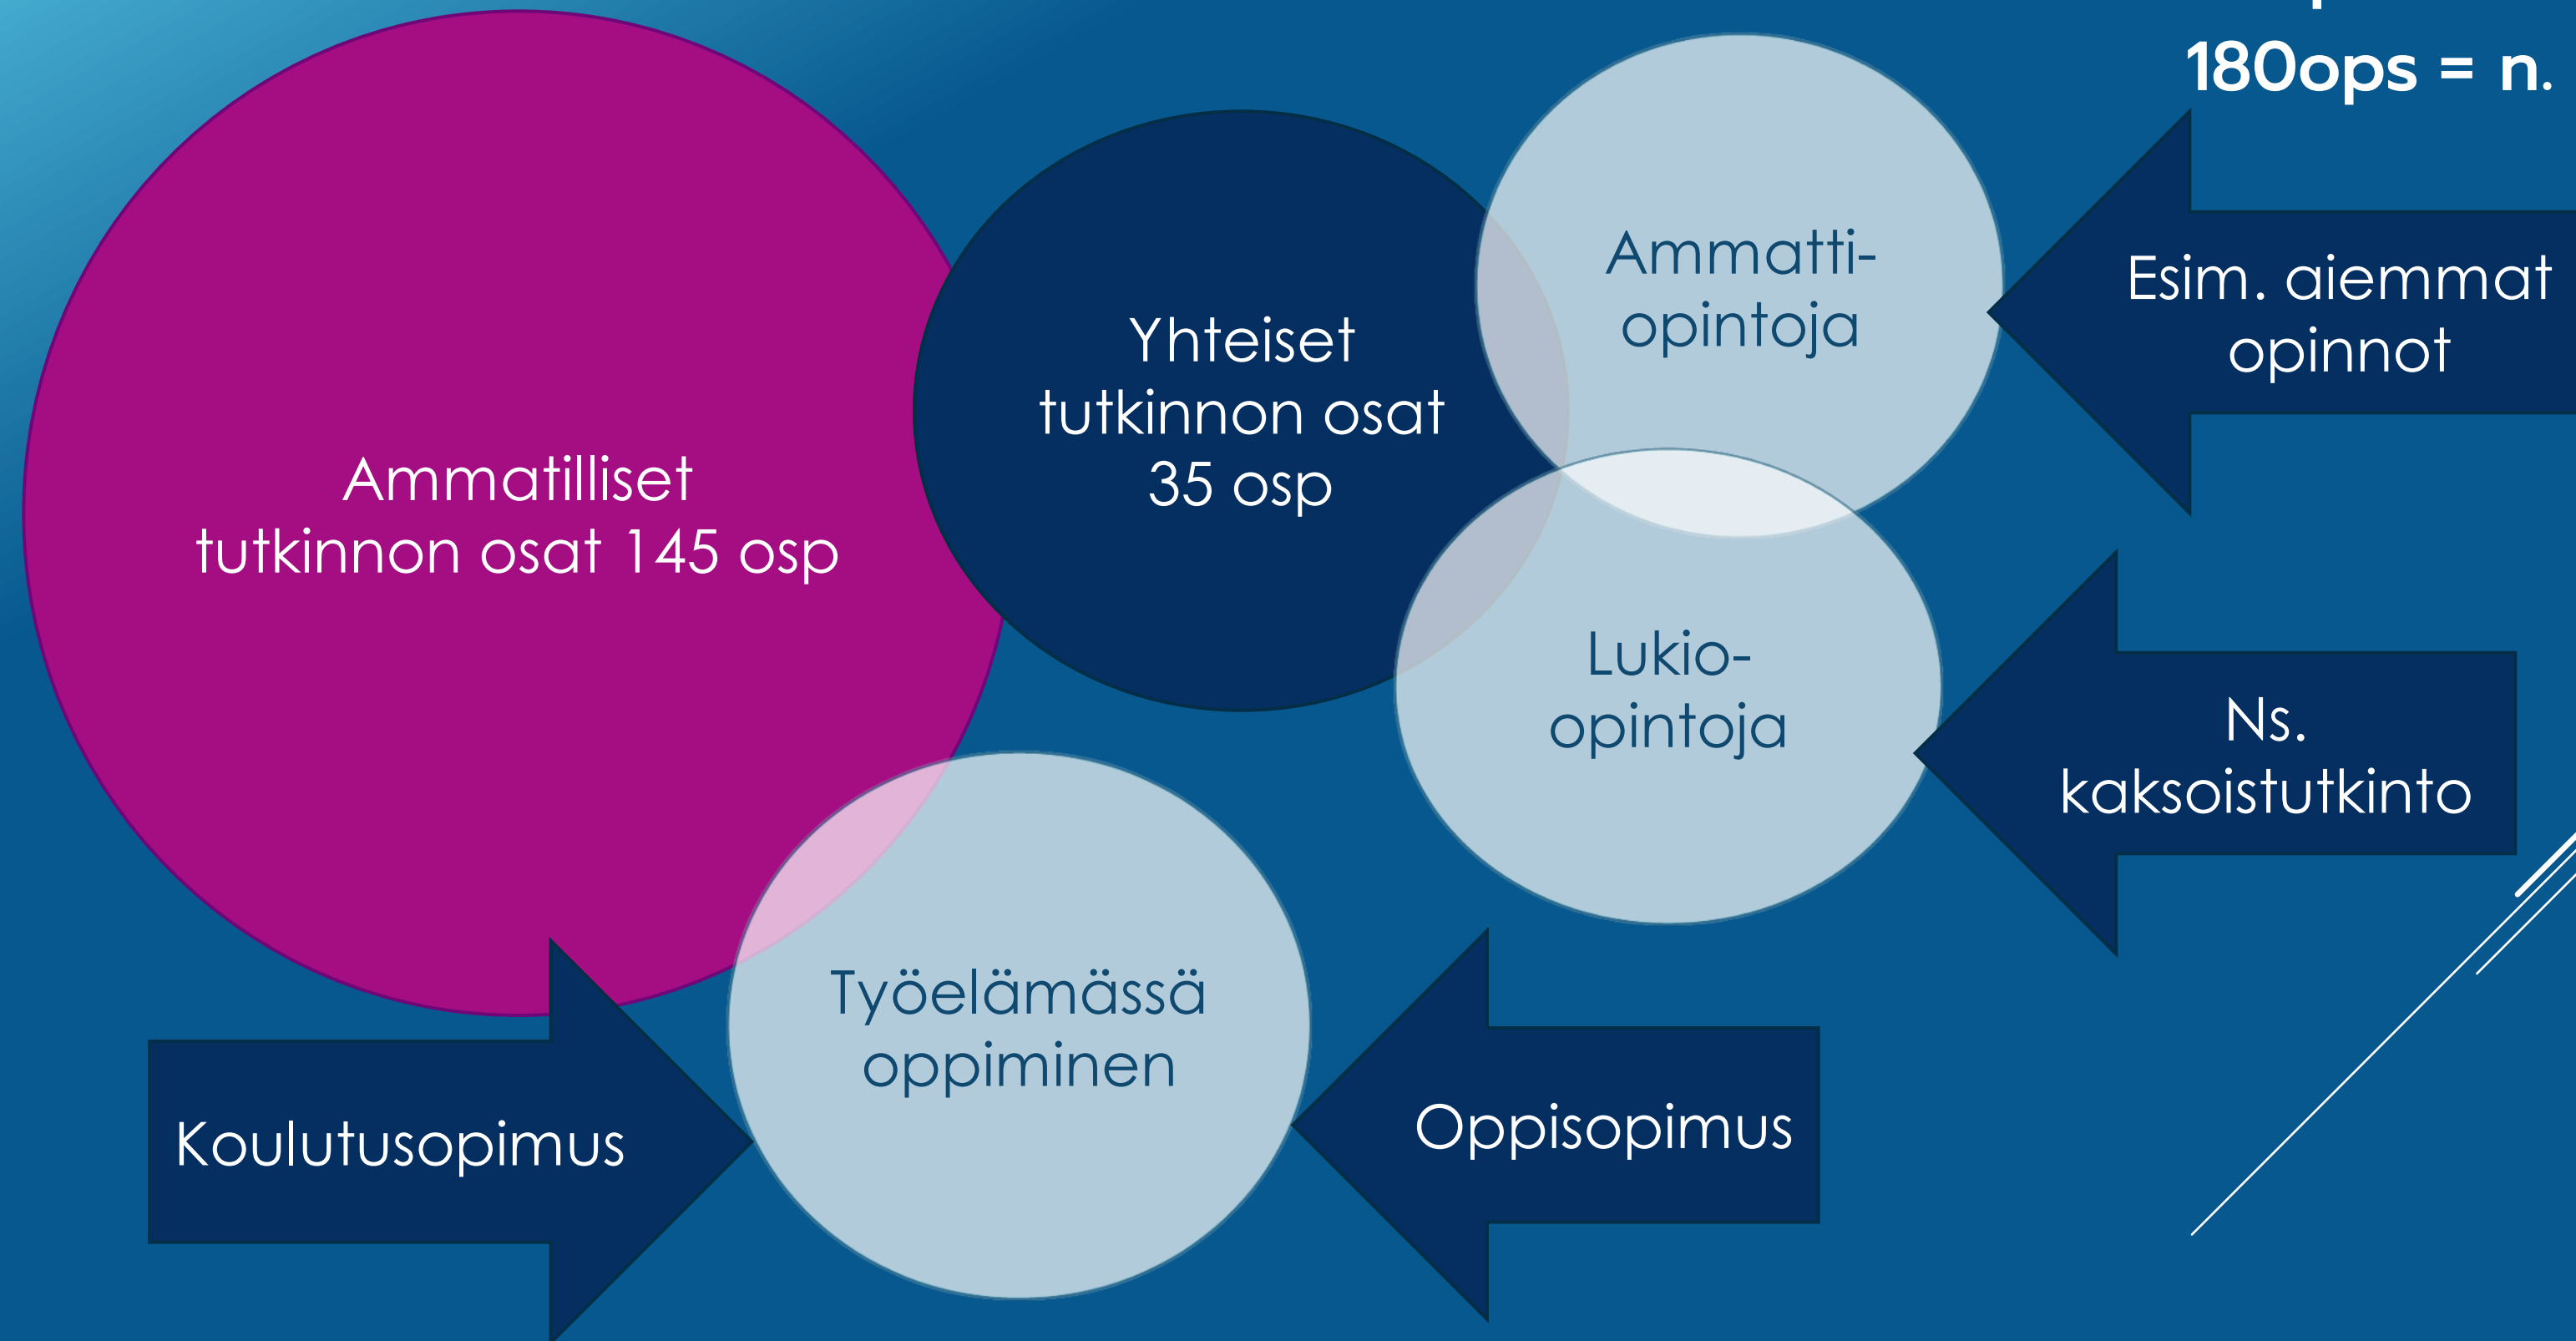 180ops = n.
Ammatti-
opintoja
Esim. aiemmat
opinnot
Yhteiset
tutkinnon osat
35 osp
Ammatilliset
tutkinnon osat 145 osp
Lukio-
opintoja
Ns.
kaksoistutkinto
Työelämässä
oppiminen
Koulutusopimus
Oppisopimus